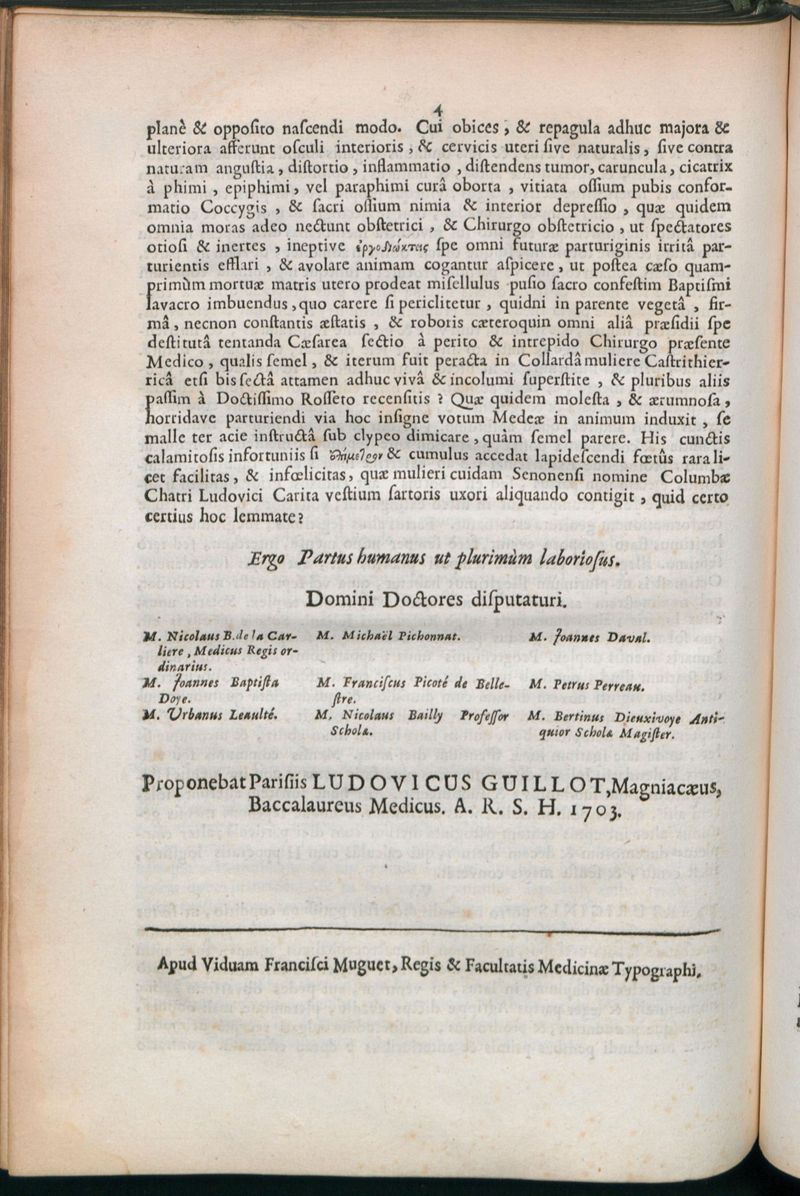 4
planè & oppoſito naſcendi modo. Cui obices, & repagula adhuc majora &
ulteriora afferunt oſculi interioris, & cervicis uteri ſive naturalis, ſive contra
naturam anguſtia, diſtortio, inflammatio, diſtendens tumor, caruncula, cicatrix
à phimi, epiphimi, vel paraphimi curâ oborta, vitiata oſſium pubis confor-
matio Coccygis, & ſacri oſſium nimia & interior depreſſio, quæ quidem
omnia moras adeo nectunt obſtetrici, & Chirurgo obſtetricio, ut ſpectatores
otioſi & inertes, ineptive ſpe omni futuræ parturiginis irritâ par-
turientis efflari, & avolare animam cogantur aſpicere, ut poſtea cæſo quam-
primùm mortuæ matris utero prodeat miſellulus puſio ſacro confeſtim Baptiſmi
lavacro imbuendus, quo carere ſi periclitetur, quidni in parente vegetâ, fir-
mâ, necnon conſtantis æſtatis, & roboris cæteroquin omni aliâ præſidii ſpe
deſtitutâ tentanda Cæſarea ſectio à perito & intrepido Chirurgo præſente
Medico, qualis ſemel, & iterum fuit peracta in Collardâ muliere Caſtrithier-
ricâ etſi bis ſectâ attamen adhuc vivâ & incolumi ſuperſtite, & pluribus aliis
paſſim à Doctiſſimo Roſſeto recenſitis? Quæ quidem moleſta, & ærumnoſa,
horridave parturiendi via hoc inſigne votum Medeæ in animum induxit, ſe
malle ter acie inſtructâ ſub clypeo dimicare, quàm ſemel parere. His cunctis
calamitoſis infortuniis ſi & cumulus accedat lapideſcendi fœtûs rara li-
cet facilitas, & infœlicitas, quæ mulieri cuidam Senonenſi nomine Columbæ
Chatri Ludovici Carita veſtium ſartoris uxori aliquando contigit, quid certo
certius hoc lemmate?
Ergo Partus humanus ut plurimùm laborioſus.
Domini Doctores diſputaturi.
M. Nicolaus B. de la Car-
liere, Medicus Regis or-
dinarius.
M. Michaël Pichonnat.
M. Joannes Daval.
M. Joannes Baptiſta
Doye.
M. Franciſcus Picoté de Belle-
ſtre.
M. Petrus Perreau.
M. Urbanus Leaulté.
M. Nicolaus Bailly Profeſſor
Scholæ.
M. Bertinus Dieuxivoye Anti-
quior Scholæ Magiſter.
Proponebat Pariſiis LUDOVICUS GUILLOT, Magniacæus,
Baccalaureus Medicus. A. R. S. H. 1703.
Apud Viduam Franciſci Muguet, Regis & Facultatis Medicinæ Typographi.